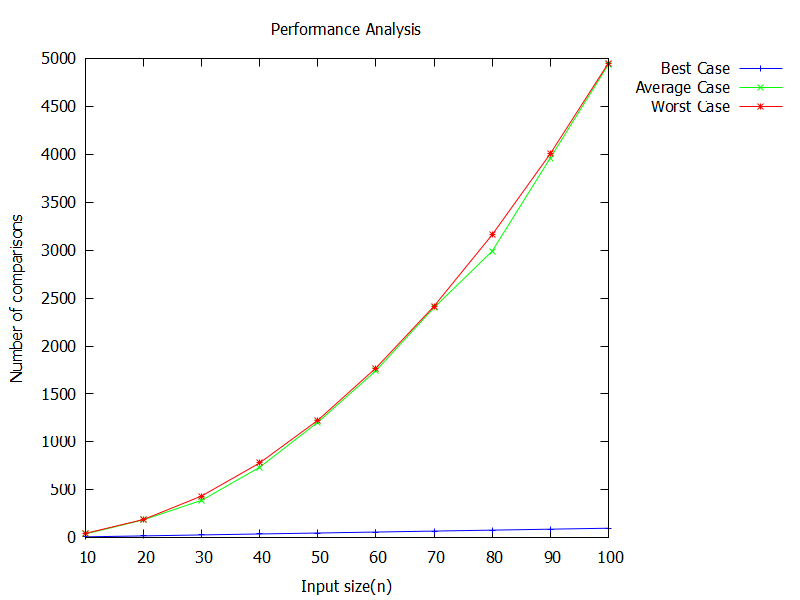 Performance Analysis
Best Case
Average Case
Worst Case
5000
4500
4000
3500
3000
2500
2000
1500
1000
500
0
Number of comparisons
10 20 30 40 50 60 70 80 90 100
Input size(n)